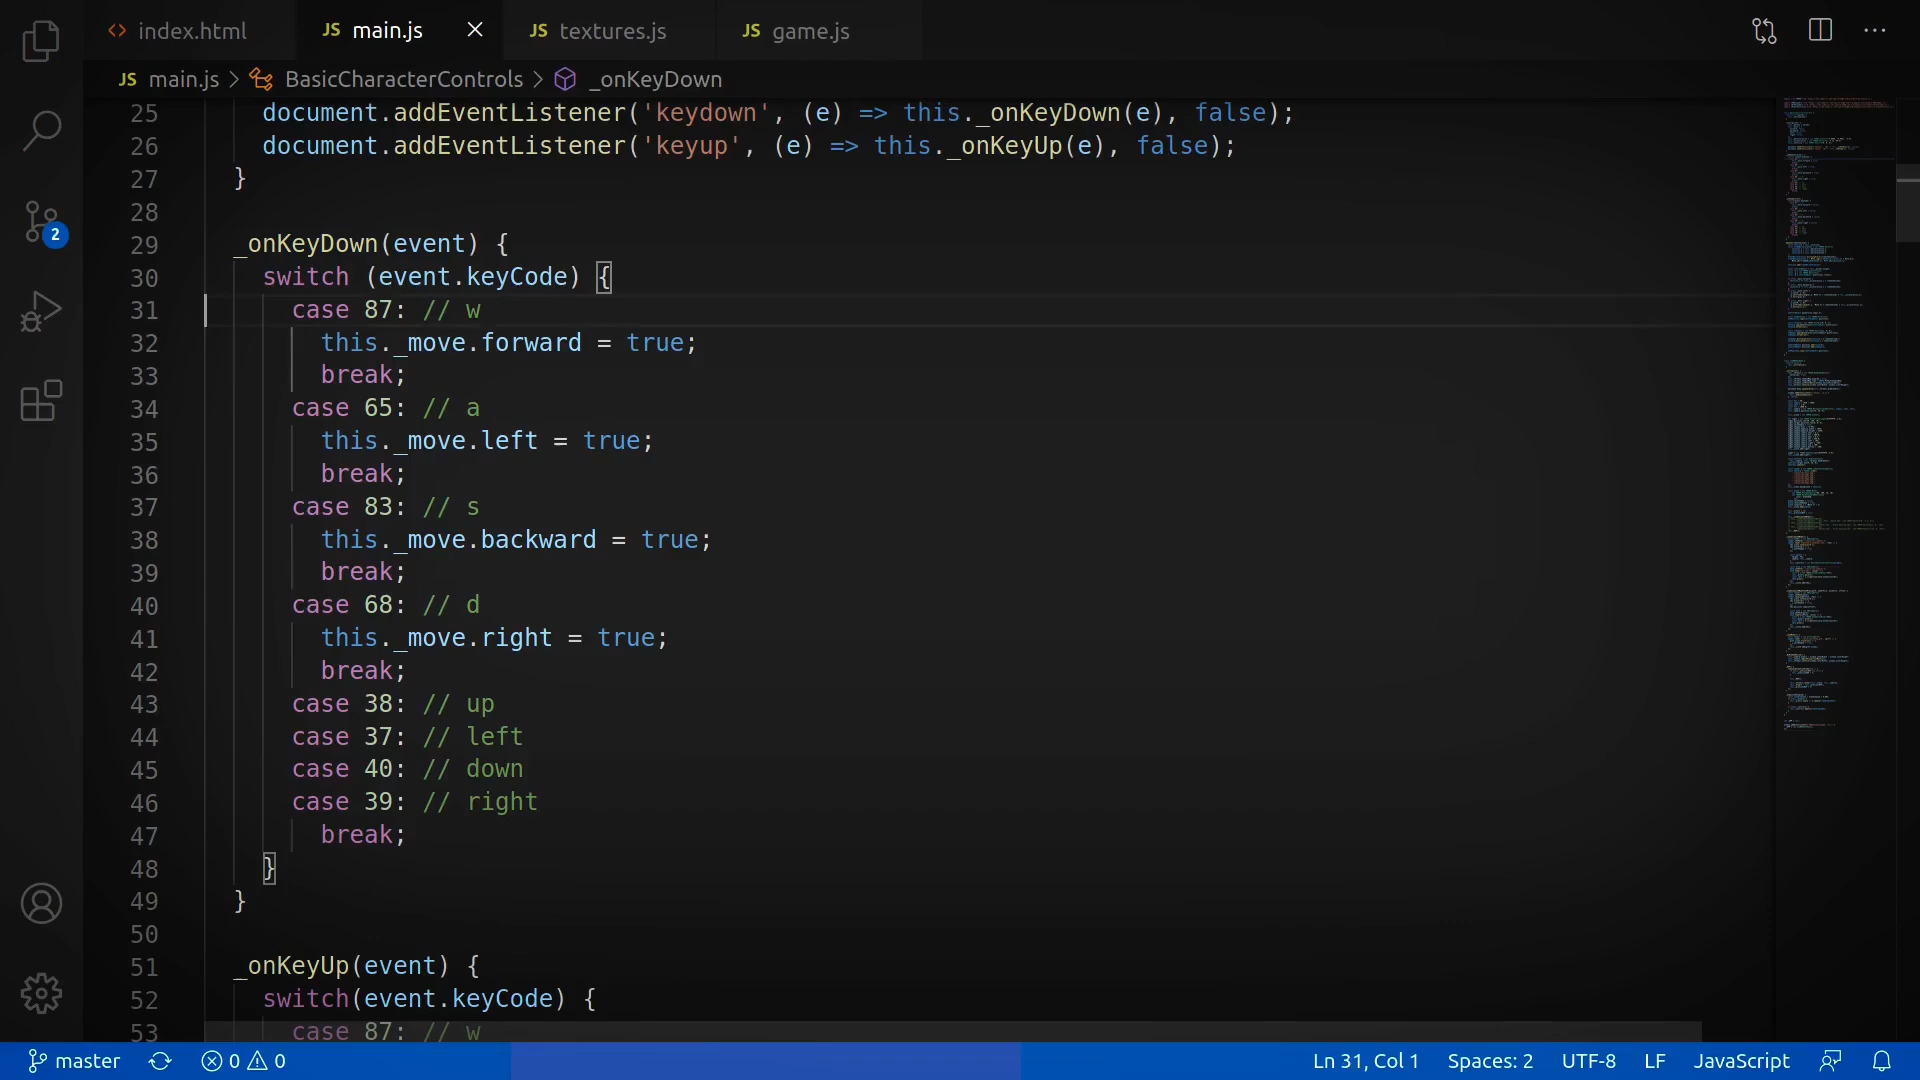 index.html
JS main.js
JS textures.js
JS game.js
JS main.js > BasicCharacterControls > _onKeyDown
25 document.addEventListener('keydown', (e) => this._onKeyDown(e), false);
26 document.addEventListener('keyup', (e) => this._onKeyUp(e), false);
27 }
28
29 _onKeyDown(event) {
30 switch (event.keyCode) {
31 case 87: // w
32 this._move.forward = true;
33 break;
34 case 65: // a
35 this._move.left = true;
36 break;
37 case 83: // s
38 this._move.backward = true;
39 break;
40 case 68: // d
41 this._move.right = true;
42 break;
43 case 38: // up
44 case 37: // left
45 case 40: // down
46 case 39: // right
47 break;
48 }
49 }
50
51 _onKeyUp(event) {
52 switch(event.keyCode) {
53 case 87: // w
2
master 0 0 Ln 31, Col 1 Spaces: 2 UTF-8 LF JavaScript